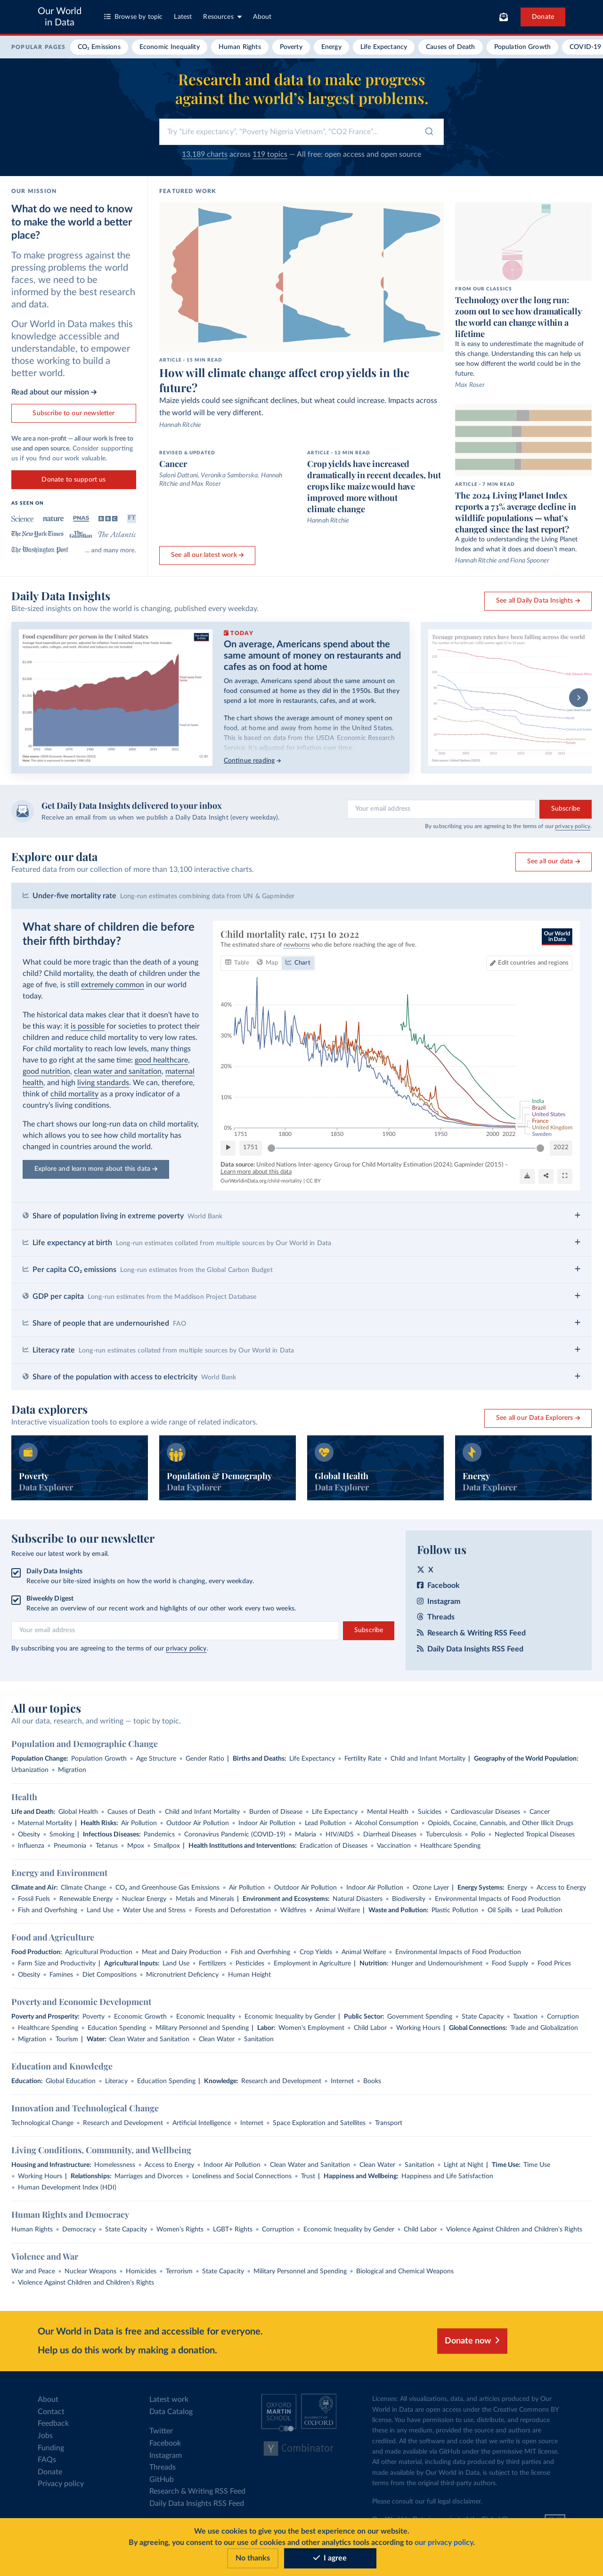 Our World
in Data
Browse by topic
Latest
Resources
About
Donate
POPULAR PAGES
CO₂ Emissions
Economic Inequality
Human Rights
Poverty
Energy
Life Expectancy
Causes of Death
Population Growth
COVID-19
Research and data to make progress
against the world's largest problems.
Try "Life expectancy", "Poverty Nigeria Vietnam", "CO2 France"...
13,189 charts across 119 topics — All free: open access and open source
OUR MISSION
What do we need to know
to make the world a better
place?
To make progress against the
pressing problems the world
faces, we need to be
informed by the best research
and data.
Our World in Data makes this
knowledge accessible and
understandable, to empower
those working to build a
better world.
Read about our mission →
Subscribe to our newsletter
We are a non-profit — all our work is free to
use and open source. Consider supporting
us if you find our work valuable.
Donate to support us
AS SEEN ON
Science nature PNAS BBC FT
The New York Times The Guardian The Atlantic
The Washington Post ... and many more.
FEATURED WORK
ARTICLE · 15 MIN READ
How will climate change affect crop yields in the
future?
Maize yields could see significant declines, but wheat could increase. Impacts across
the world will be very different.
Hannah Ritchie
REVISED & UPDATED
Cancer
Saloni Dattani, Veronika Samborska, Hannah
Ritchie and Max Roser
ARTICLE · 12 MIN READ
Crop yields have increased
dramatically in recent decades, but
crops like maize would have
improved more without
climate change
Hannah Ritchie
See all our latest work →
FROM OUR CLASSICS
Technology over the long run:
zoom out to see how dramatically
the world can change within a
lifetime
It is easy to underestimate the magnitude of
this change. Understanding this can help us
see how different the world could be in the
future.
Max Roser
ARTICLE · 7 MIN READ
The 2024 Living Planet Index
reports a 73% average decline in
wildlife populations — what's
changed since the last report?
A guide to understanding the Living Planet
Index and what it does and doesn't mean.
Hannah Ritchie and Fiona Spooner
Daily Data Insights
Bite-sized insights on how the world is changing, published every weekday.
See all Daily Data Insights →
Food expenditure per person in the United States
TODAY
On average, Americans spend about the
same amount of money on restaurants and
cafes as on food at home
On average, Americans spend about the same amount on food
consumed at home as they did in the 1950s. But they
spend a lot more in restaurants, cafes, and at work.
The chart shows the average amount of money spent on
food, at home and away from home in the United States.
This is based on data from the USDA Economic Research
Service. It's adjusted for inflation over time.
Continue reading →
Teenage pregnancy rates have been falling across the world
Get Daily Data Insights delivered to your inbox
Receive an email from us when we publish a Daily Data Insight (every weekday).
Your email address
Subscribe
By subscribing you are agreeing to the terms of our privacy policy.
Explore our data
Featured data from our collection of more than 13,100 interactive charts.
See all our data →
Under-five mortality rate Long-run estimates combining data from UN & Gapminder
What share of children die before
their fifth birthday?
What could be more tragic than the death of a young
child? Child mortality, the death of children under the
age of five, is still extremely common in our world
today.
The historical data makes clear that it doesn't have to
be this way: it is possible for societies to protect their
children and reduce child mortality to very low rates.
For child mortality to reach low levels, many things
have to go right at the same time: good healthcare,
good nutrition, clean water and sanitation, maternal
health, and high living standards. We can, therefore,
think of child mortality as a proxy indicator of a
country's living conditions.
The chart shows our long-run data on child mortality,
which allows you to see how child mortality has
changed in countries around the world.
Explore and learn more about this data →
Child mortality rate, 1751 to 2022
The estimated share of newborns who die before reaching the age of five.
Our World
in Data
Table
Map
Chart
Edit countries and regions
40%
30%
20%
10%
0%
1751 1800 1850 1900 1950 2000 2022
India
Brazil
United States
France
United Kingdom
Sweden
1751
2022
Data source: United Nations Inter-agency Group for Child Mortality Estimation (2024); Gapminder (2015) –
Learn more about this data
OurWorldinData.org/child-mortality | CC BY
Share of population living in extreme poverty World Bank
Life expectancy at birth Long-run estimates collated from multiple sources by Our World in Data
Per capita CO₂ emissions Long-run estimates from the Global Carbon Budget
GDP per capita Long-run estimates from the Maddison Project Database
Share of people that are undernourished FAO
Literacy rate Long-run estimates collated from multiple sources by Our World in Data
Share of the population with access to electricity World Bank
Data explorers
Interactive visualization tools to explore a wide range of related indicators.
See all our Data Explorers →
Poverty
Data Explorer
Population & Demography
Data Explorer
Global Health
Data Explorer
Energy
Data Explorer
Subscribe to our newsletter
Receive our latest work by email.
Daily Data Insights
Receive our bite-sized insights on how the world is changing, every weekday.
Biweekly Digest
Receive an overview of our recent work and highlights of our other work every two weeks.
Your email address
Subscribe
By subscribing you are agreeing to the terms of our privacy policy.
Follow us
X
Facebook
Instagram
Threads
Research & Writing RSS Feed
Daily Data Insights RSS Feed
All our topics
All our data, research, and writing — topic by topic.
Population and Demographic Change
Population Change: Population Growth • Age Structure • Gender Ratio | Births and Deaths: Life Expectancy • Fertility Rate • Child and Infant Mortality | Geography of the World Population:
Urbanization • Migration
Health
Life and Death: Global Health • Causes of Death • Child and Infant Mortality • Burden of Disease • Life Expectancy • Mental Health • Suicides • Cardiovascular Diseases • Cancer
• Maternal Mortality | Health Risks: Air Pollution • Outdoor Air Pollution • Indoor Air Pollution • Lead Pollution • Alcohol Consumption • Opioids, Cocaine, Cannabis, and Other Illicit Drugs
• Obesity • Smoking | Infectious Diseases: Pandemics • Coronavirus Pandemic (COVID-19) • Malaria • HIV/AIDS • Diarrheal Diseases • Tuberculosis • Polio • Neglected Tropical Diseases
• Influenza • Pneumonia • Tetanus • Mpox • Smallpox | Health Institutions and Interventions: Eradication of Diseases • Vaccination • Healthcare Spending
Energy and Environment
Climate and Air: Climate Change • CO₂ and Greenhouse Gas Emissions • Air Pollution • Outdoor Air Pollution • Indoor Air Pollution • Ozone Layer | Energy Systems: Energy • Access to Energy
• Fossil Fuels • Renewable Energy • Nuclear Energy • Metals and Minerals | Environment and Ecosystems: Natural Disasters • Biodiversity • Environmental Impacts of Food Production
• Fish and Overfishing • Land Use • Water Use and Stress • Forests and Deforestation • Wildfires • Animal Welfare | Waste and Pollution: Plastic Pollution • Oil Spills • Lead Pollution
Food and Agriculture
Food Production: Agricultural Production • Meat and Dairy Production • Fish and Overfishing • Crop Yields • Animal Welfare • Environmental Impacts of Food Production
• Farm Size and Productivity | Agricultural Inputs: Land Use • Fertilizers • Pesticides • Employment in Agriculture | Nutrition: Hunger and Undernourishment • Food Supply • Food Prices
• Obesity • Famines • Diet Compositions • Micronutrient Deficiency • Human Height
Poverty and Economic Development
Poverty and Prosperity: Poverty • Economic Growth • Economic Inequality • Economic Inequality by Gender | Public Sector: Government Spending • State Capacity • Taxation • Corruption
• Healthcare Spending • Education Spending • Military Personnel and Spending | Labor: Women's Employment • Child Labor • Working Hours | Global Connections: Trade and Globalization
• Migration • Tourism | Water: Clean Water and Sanitation • Clean Water • Sanitation
Education and Knowledge
Education: Global Education • Literacy • Education Spending | Knowledge: Research and Development • Internet • Books
Innovation and Technological Change
Technological Change • Research and Development • Artificial Intelligence • Internet • Space Exploration and Satellites • Transport
Living Conditions, Community, and Wellbeing
Housing and Infrastructure: Homelessness • Access to Energy • Indoor Air Pollution • Clean Water and Sanitation • Clean Water • Sanitation • Light at Night | Time Use: Time Use
• Working Hours | Relationships: Marriages and Divorces • Loneliness and Social Connections • Trust | Happiness and Wellbeing: Happiness and Life Satisfaction
• Human Development Index (HDI)
Human Rights and Democracy
Human Rights • Democracy • State Capacity • Women's Rights • LGBT+ Rights • Corruption • Economic Inequality by Gender • Child Labor • Violence Against Children and Children's Rights
Violence and War
War and Peace • Nuclear Weapons • Homicides • Terrorism • State Capacity • Military Personnel and Spending • Biological and Chemical Weapons
• Violence Against Children and Children's Rights
Our World in Data is free and accessible for everyone.
Help us do this work by making a donation.
Donate now
About
Contact
Feedback
Jobs
Funding
FAQs
Donate
Privacy policy
Latest work
Data Catalog
Twitter
Facebook
Instagram
Threads
GitHub
Research & Writing RSS Feed
Daily Data Insights RSS Feed
OXFORD
MARTIN
SCHOOL
UNIVERSITY OF
OXFORD
Y Combinator
Licenses: All visualizations, data, and articles produced by Our
World in Data are open access under the Creative Commons BY
license. You have permission to use, distribute, and reproduce
these in any medium, provided the source and authors are
credited. All the software and code that we write is open source
and made available via GitHub under the permissive MIT license.
All other material, including data produced by third parties and
made available by Our World in Data, is subject to the license
terms from the original third-party authors.
Please consult our full legal disclaimer.
We use cookies to give you the best experience on our website.
By agreeing, you consent to our use of cookies and other analytics tools according to our privacy policy.
No thanks
I agree